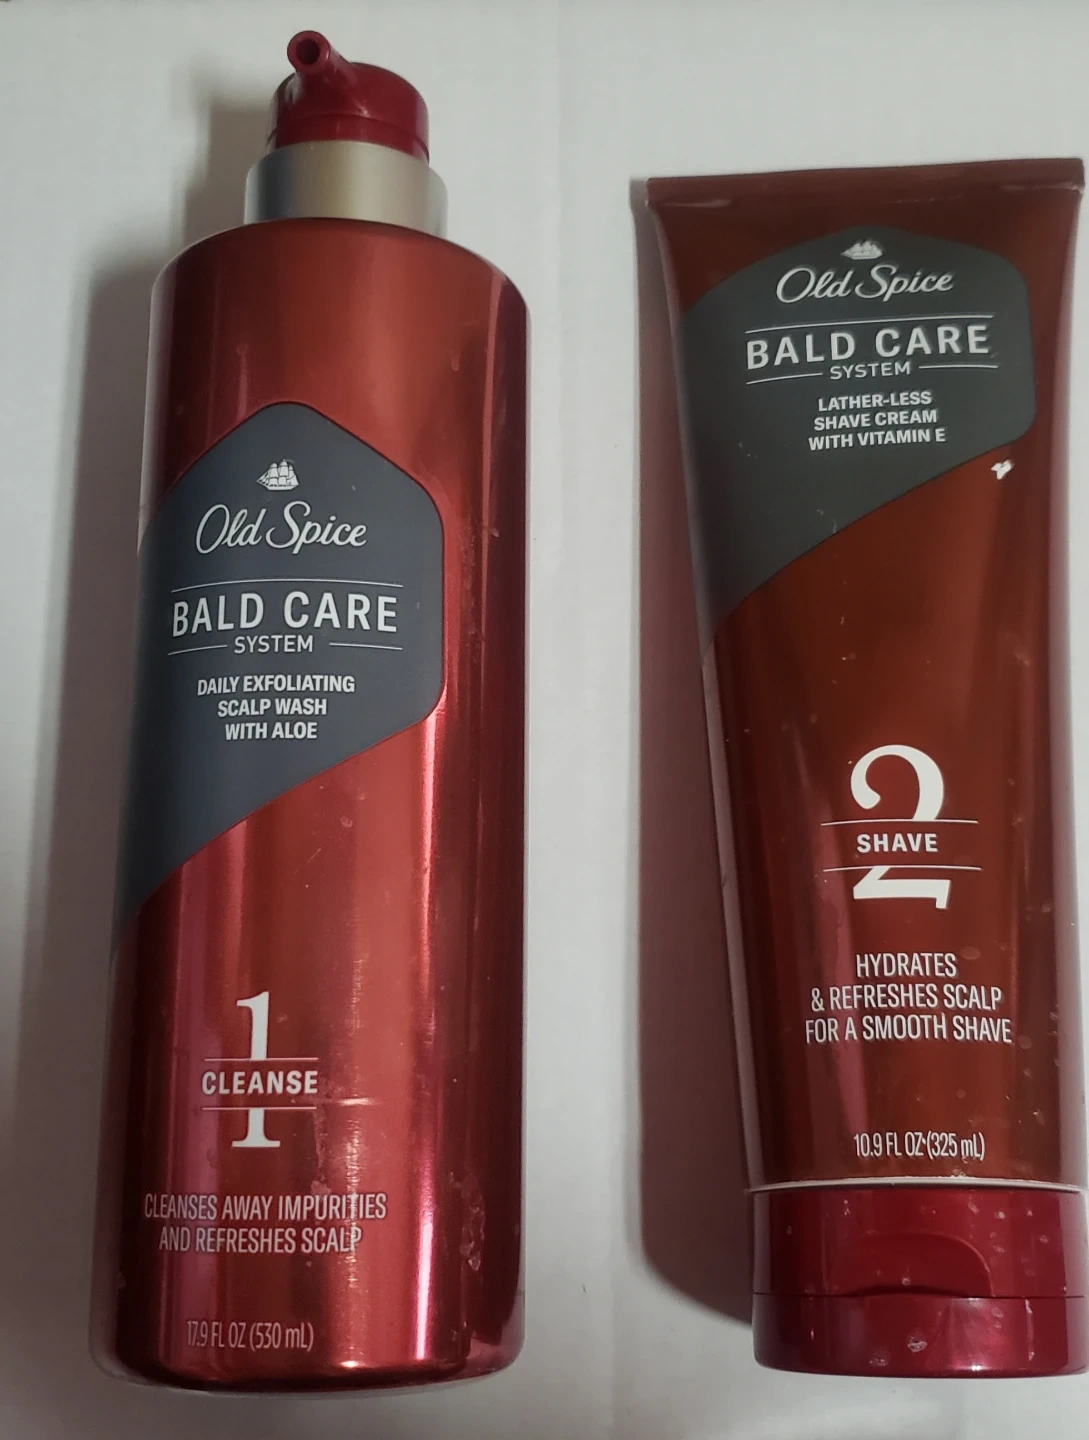 Old Spice
BALD CARE
SYSTEM
DAILY EXFOLIATING
SCALP WASH
WITH ALOE
1
CLEANSE
CLEANSES AWAY IMPURITIES
AND REFRESHES SCALP
17.9 FL OZ (530 mL)
Old Spice
BALD CARE
SYSTEM
LATHER-LESS
SHAVE CREAM
WITH VITAMIN E
2
SHAVE
HYDRATES
& REFRESHES SCALP
FOR A SMOOTH SHAVE
10.9 FL OZ (325 mL)